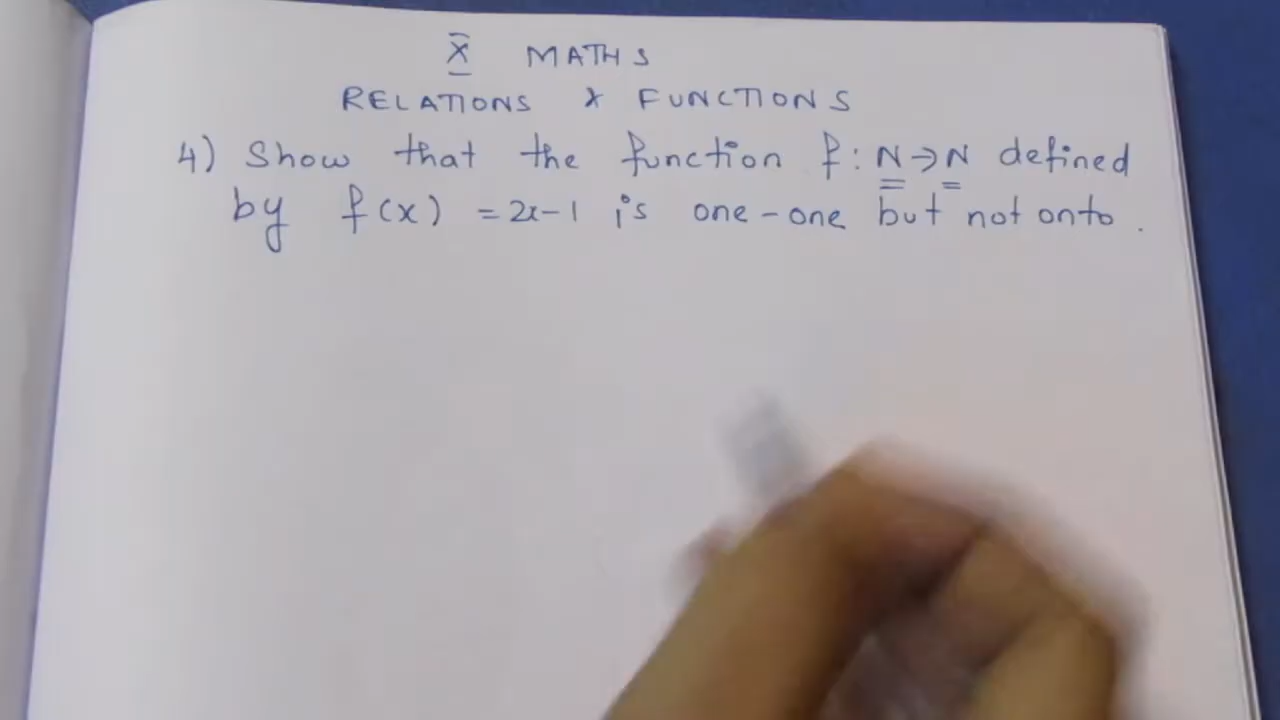 X MATHS
RELATIONS & FUNCTIONS
4) Show that the function f : N → N defined
by f(x) = 2x-1 is one-one but not onto.